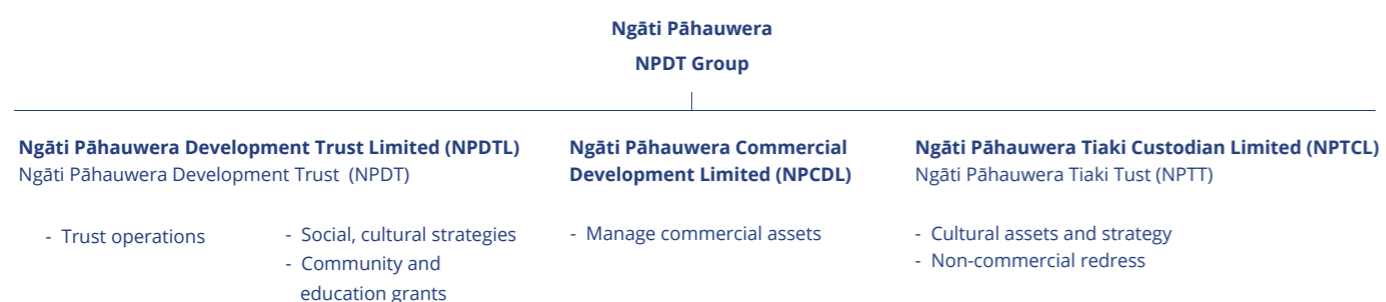 Ngāti Pāhauwera
NPDT Group
Ngāti Pāhauwera Development Trust Limited (NPDTL)
Ngāti Pāhauwera Development Trust (NPDT)
- Trust operations
- Social, cultural strategies
- Community and
education grants
Ngāti Pāhauwera Commercial
Development Limited (NPCDL)
- Manage commercial assets
Ngāti Pāhauwera Tiaki Custodian Limited (NPTCL)
Ngāti Pāhauwera Tiaki Tust (NPTT)
- Cultural assets and strategy
- Non-commercial redress